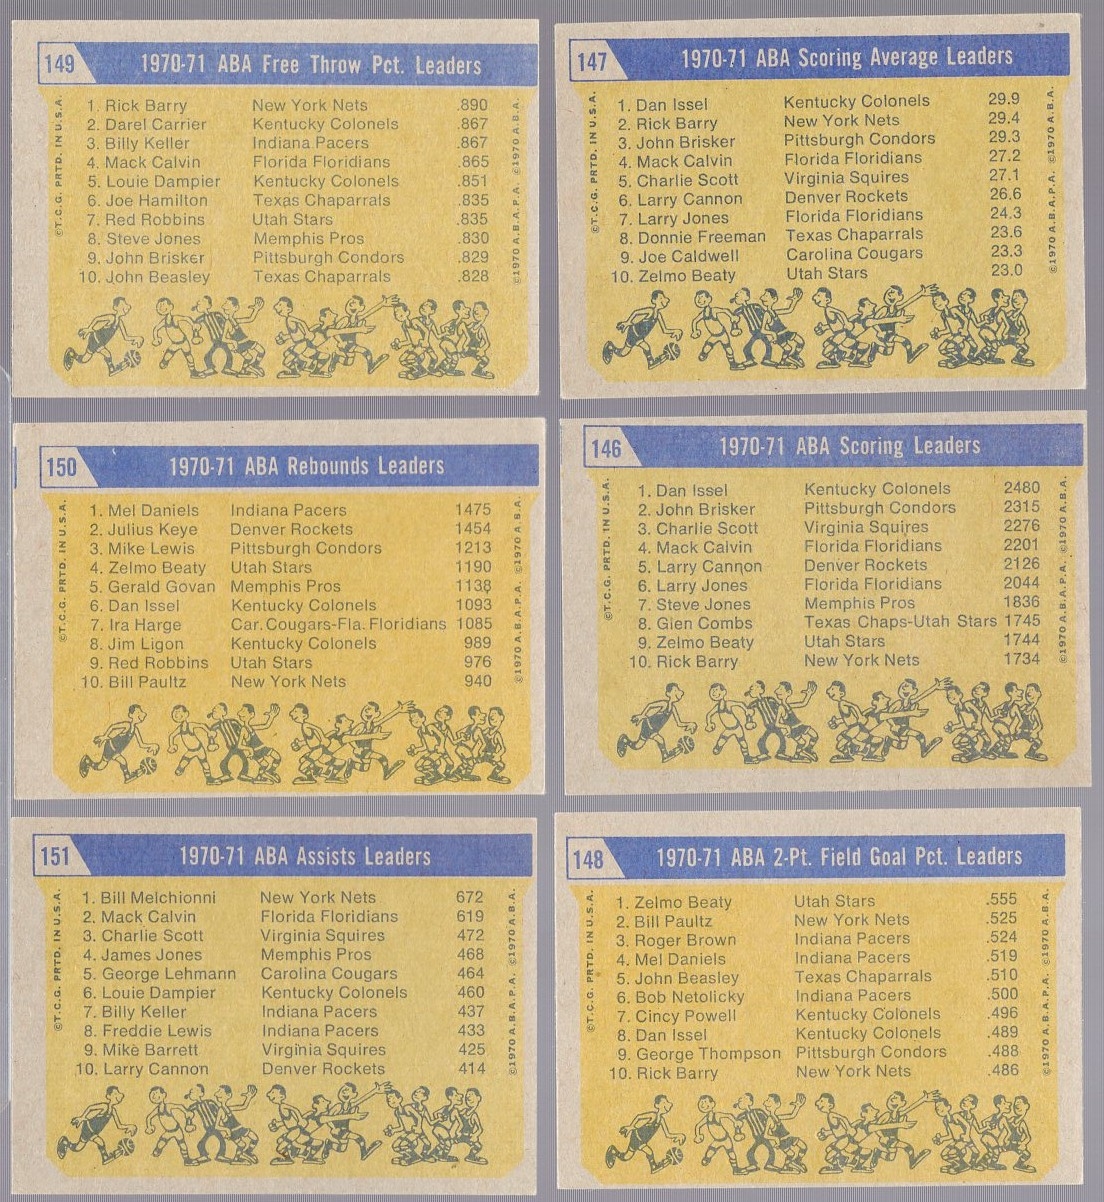 149 1970-71 ABA Free Throw Pct. Leaders
©T.C.G. PRTD. IN U.S.A.
1. Rick Barry New York Nets .890
2. Darel Carrier Kentucky Colonels .867
3. Billy Keller Indiana Pacers .867
4. Mack Calvin Florida Floridians .865
5. Louie Dampier Kentucky Colonels .851
6. Joe Hamilton Texas Chaparrals .835
7. Red Robbins Utah Stars .835
8. Steve Jones Memphis Pros .830
9. John Brisker Pittsburgh Condors .829
10. John Beasley Texas Chaparrals .828
©1970 A.B.A.P.A. ©1970 A.B.A.
147 1970-71 ABA Scoring Average Leaders
©T.C.G. PRTD. IN U.S.A.
1. Dan Issel Kentucky Colonels 29.9
2. Rick Barry New York Nets 29.4
3. John Brisker Pittsburgh Condors 29.3
4. Mack Calvin Florida Floridians 27.2
5. Charlie Scott Virginia Squires 27.1
6. Larry Cannon Denver Rockets 26.6
7. Larry Jones Florida Floridians 24.3
8. Donnie Freeman Texas Chaparrals 23.6
9. Joe Caldwell Carolina Cougars 23.3
10. Zelmo Beaty Utah Stars 23.0
©1970 A.B.A.P.A. ©1970 A.B.A.
150 1970-71 ABA Rebounds Leaders
©T.C.G. PRTD. IN U.S.A.
1. Mel Daniels Indiana Pacers 1475
2. Julius Keye Denver Rockets 1454
3. Mike Lewis Pittsburgh Condors 1213
4. Zelmo Beaty Utah Stars 1190
5. Gerald Govan Memphis Pros 1138
6. Dan Issel Kentucky Colonels 1093
7. Ira Harge Car. Cougars-Fla. Floridians 1085
8. Jim Ligon Kentucky Colonels 989
9. Red Robbins Utah Stars 976
10. Bill Paultz New York Nets 940
©1970 A.B.A.P.A. ©1970 A.B.A.
146 1970-71 ABA Scoring Leaders
©T.C.G. PRTD. IN U.S.A.
1. Dan Issel Kentucky Colonels 2480
2. John Brisker Pittsburgh Condors 2315
3. Charlie Scott Virginia Squires 2276
4. Mack Calvin Florida Floridians 2201
5. Larry Cannon Denver Rockets 2126
6. Larry Jones Florida Floridians 2044
7. Steve Jones Memphis Pros 1836
8. Glen Combs Texas Chaps-Utah Stars 1745
9. Zelmo Beaty Utah Stars 1744
10. Rick Barry New York Nets 1734
©1970 A.B.A.P.A. ©1970 A.B.A.
151 1970-71 ABA Assists Leaders
©T.C.G. PRTD. IN U.S.A.
1. Bill Melchionni New York Nets 672
2. Mack Calvin Florida Floridians 619
3. Charlie Scott Virginia Squires 472
4. James Jones Memphis Pros 468
5. George Lehmann Carolina Cougars 464
6. Louie Dampier Kentucky Colonels 460
7. Billy Keller Indiana Pacers 437
8. Freddie Lewis Indiana Pacers 433
9. Mike Barrett Virginia Squires 425
10. Larry Cannon Denver Rockets 414
©1970 A.B.A.P.A. ©1970 A.B.A.
148 1970-71 ABA 2-Pt. Field Goal Pct. Leaders
©T.C.G. PRTD. IN U.S.A.
1. Zelmo Beaty Utah Stars .555
2. Bill Paultz New York Nets .525
3. Roger Brown Indiana Pacers .524
4. Mel Daniels Indiana Pacers .519
5. John Beasley Texas Chaparrals .510
6. Bob Netolicky Indiana Pacers .500
7. Cincy Powell Kentucky Colonels .496
8. Dan Issel Kentucky Colonels .489
9. George Thompson Pittsburgh Condors .488
10. Rick Barry New York Nets .486
©1970 A.B.A.P.A. ©1970 A.B.A.